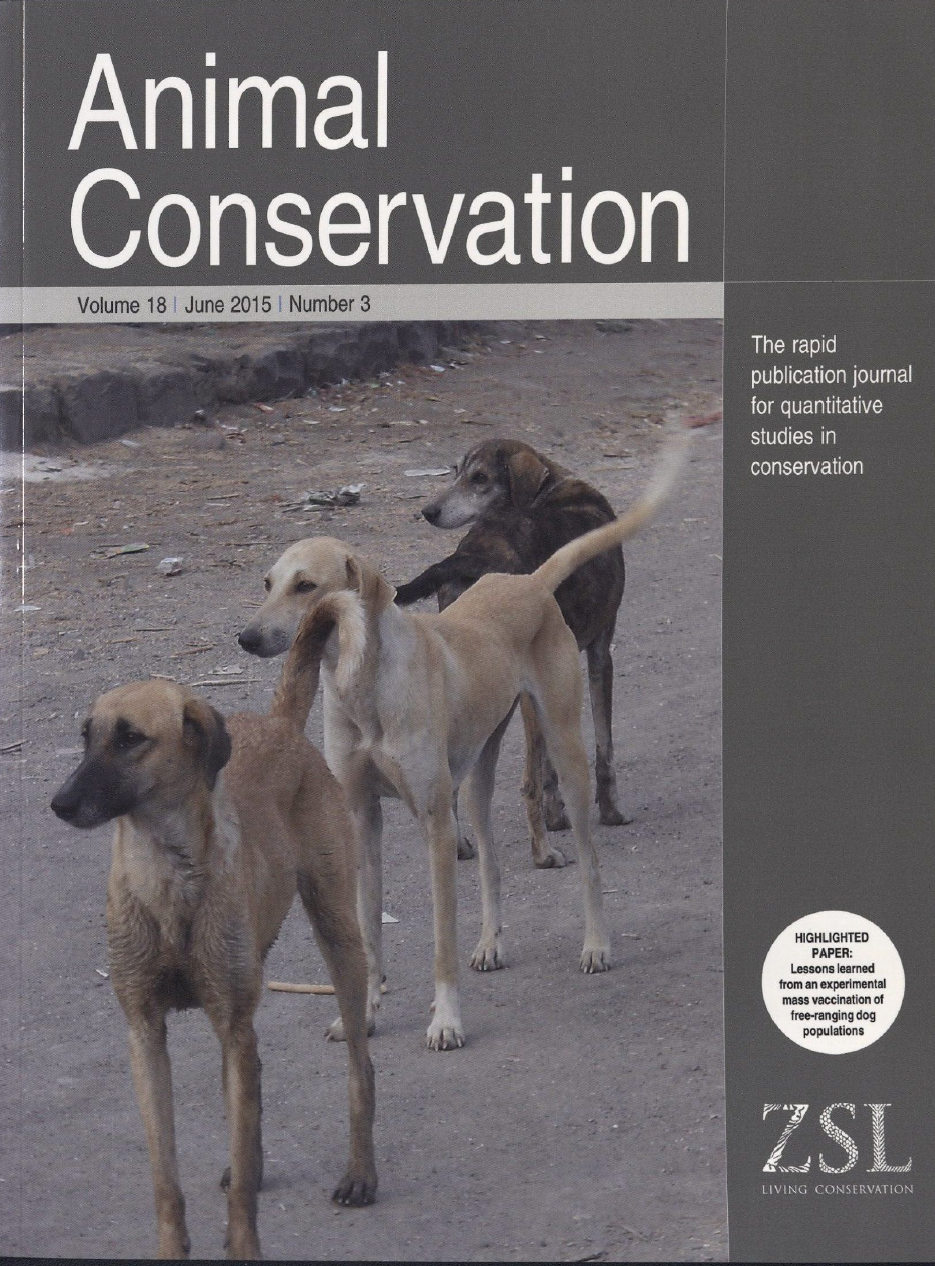 Animal
Conservation
Volume 18 | June 2015 | Number 3
The rapid
publication journal
for quantitative
studies in
conservation
HIGHLIGHTED
PAPER:
Lessons learned
from an experimental
mass vaccination of
free-ranging dog
populations
ZSL
LIVING CONSERVATION